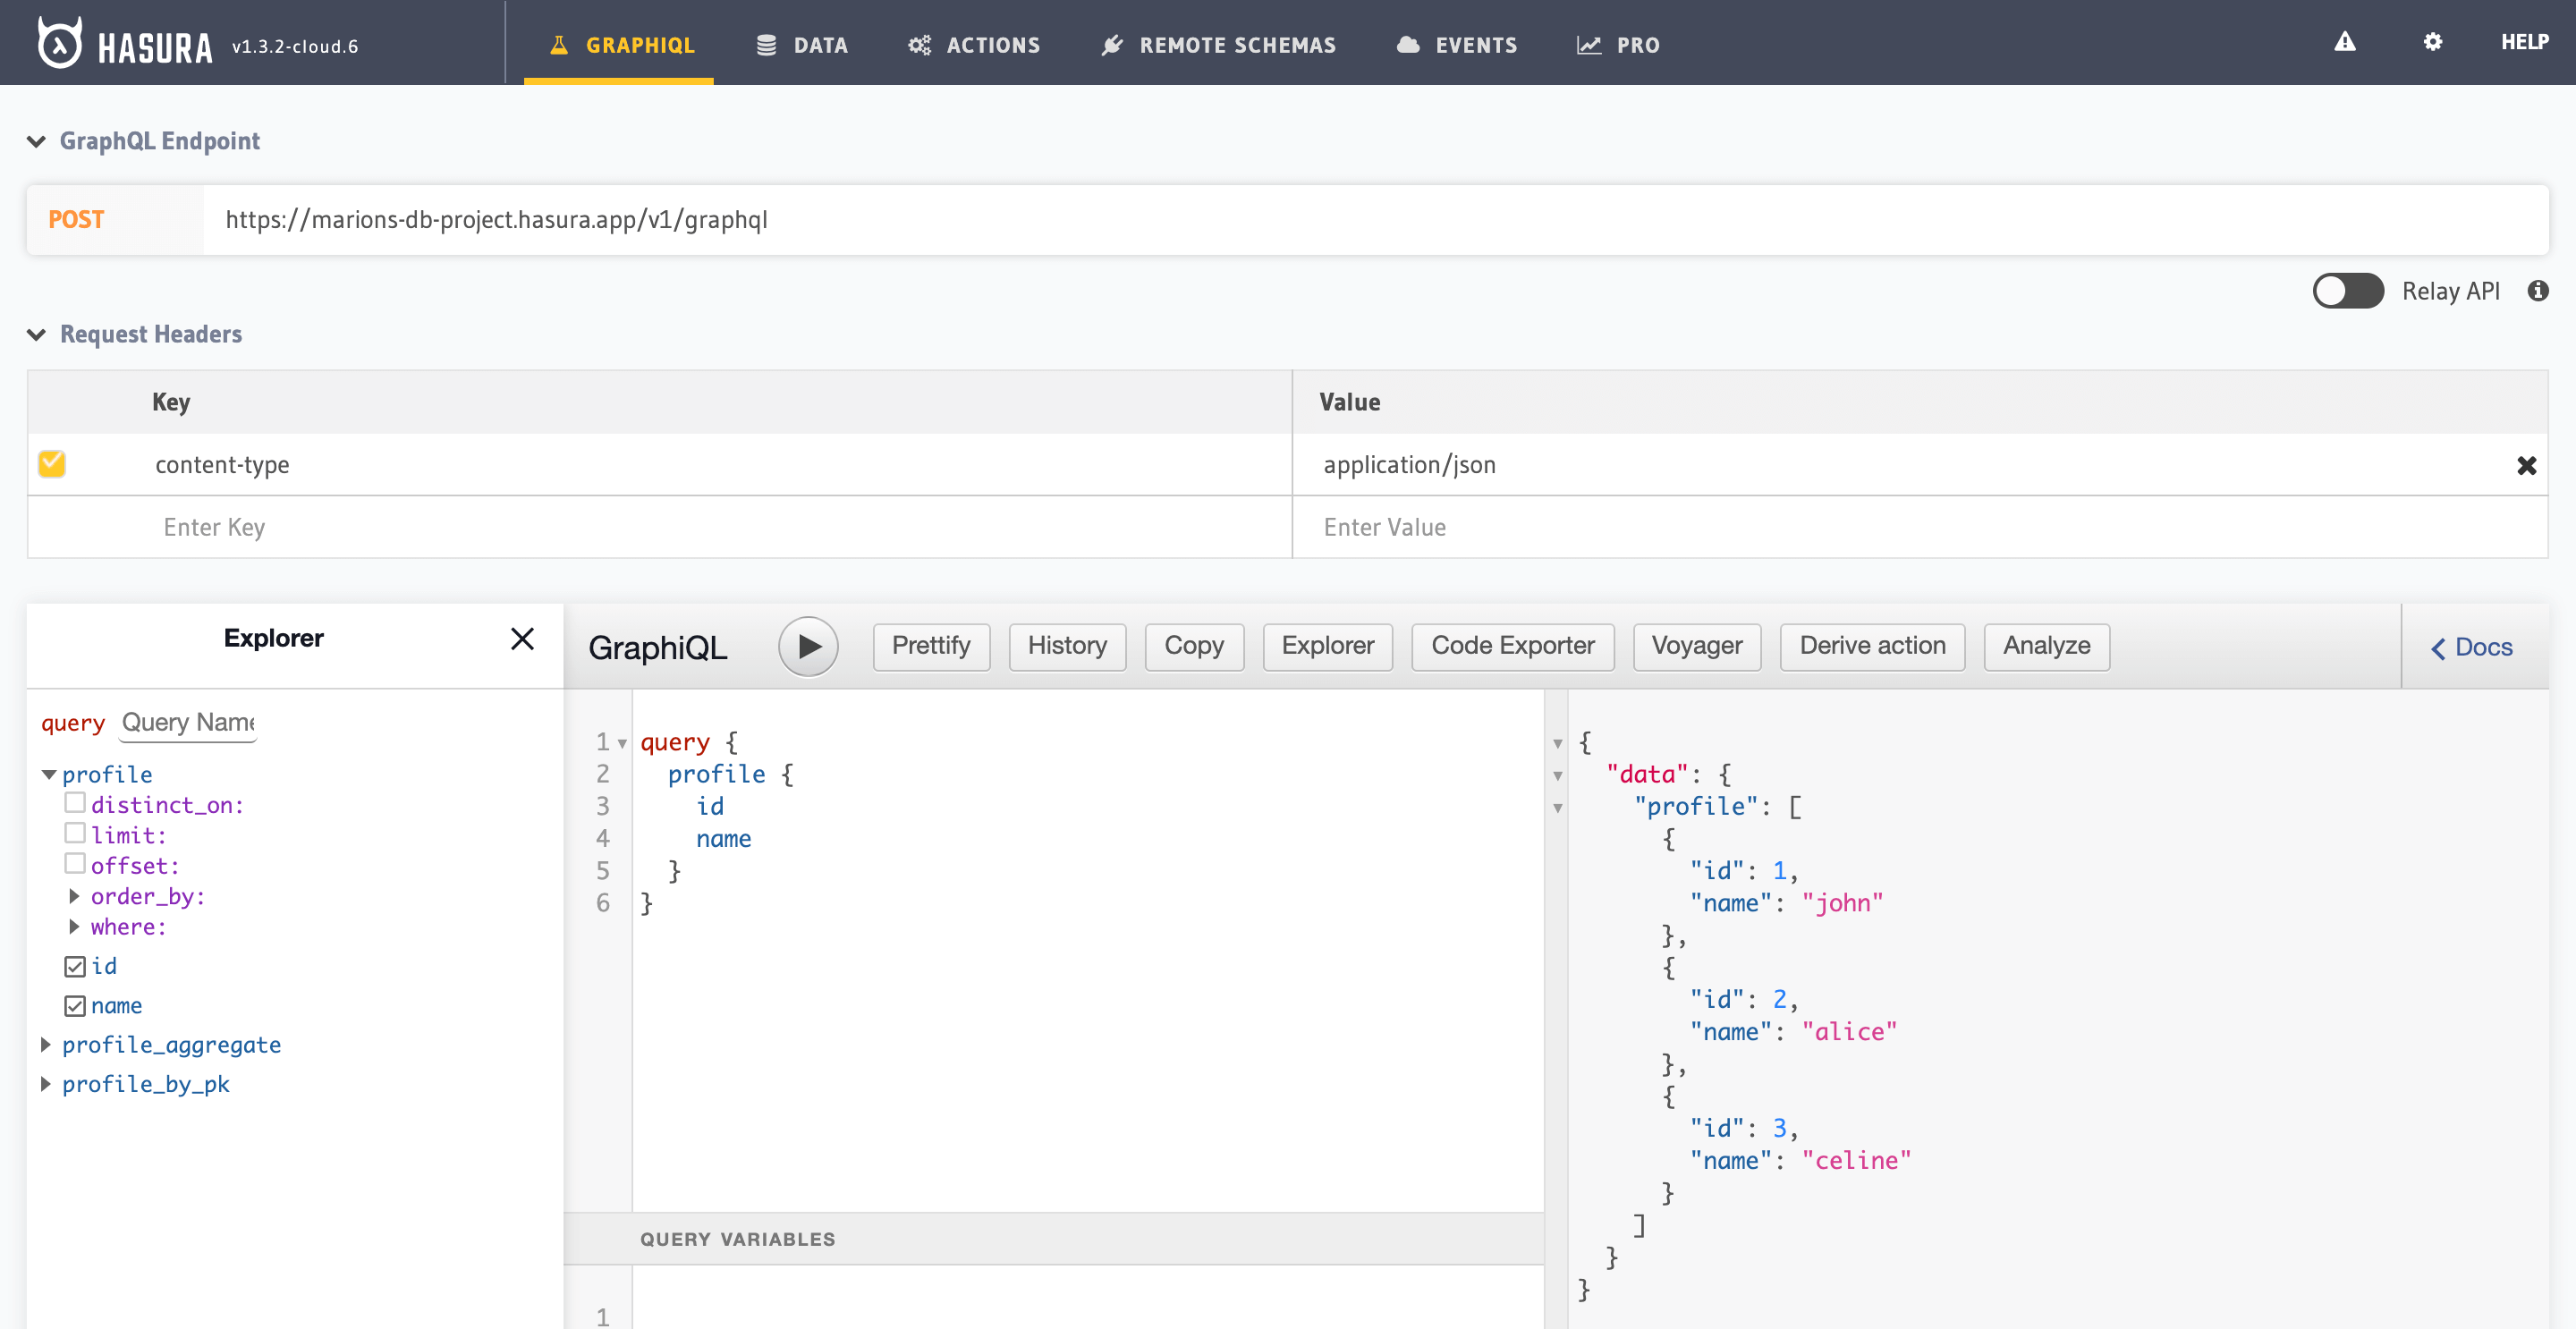 HASURA v1.3.2-cloud.6 GRAPHIQL DATA ACTIONS REMOTE SCHEMAS EVENTS PRO HELP
GraphQL Endpoint
POST https://marions-db-project.hasura.app/v1/graphql
Relay API
Request Headers
Key Value
content-type application/json
Enter Key Enter Value
Explorer
GraphiQL Prettify History Copy Explorer Code Exporter Voyager Derive action Analyze Docs
query Query Name
profile
distinct_on:
limit:
offset:
order_by:
where:
id
name
profile_aggregate
profile_by_pk
1 query {
2 profile {
3 id
4 name
5 }
6 }
QUERY VARIABLES
1
{
"data": {
"profile": [
{
"id": 1,
"name": "john"
},
{
"id": 2,
"name": "alice"
},
{
"id": 3,
"name": "celine"
}
]
}
}